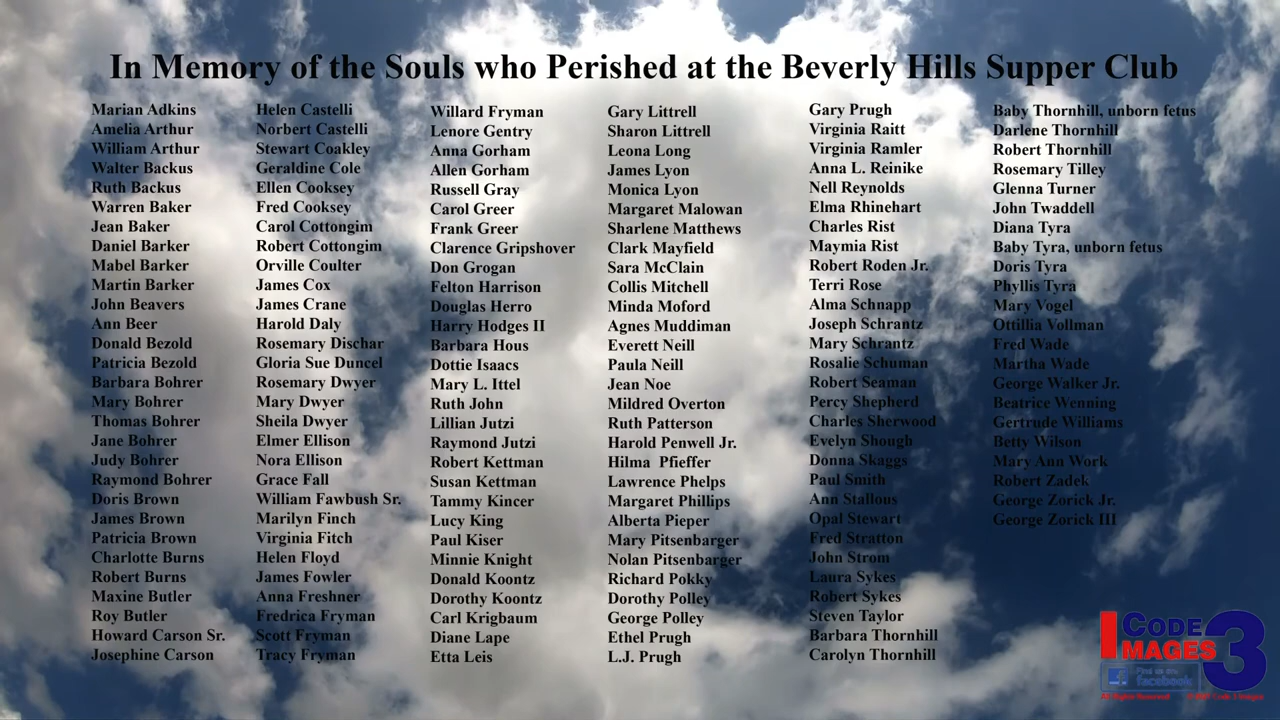 In Memory of the Souls who Perished at the Beverly Hills Supper Club
Marian Adkins
Amelia Arthur
William Arthur
Walter Backus
Ruth Backus
Warren Baker
Jean Baker
Daniel Barker
Mabel Barker
Martin Barker
John Beavers
Ann Beer
Donald Bezold
Patricia Bezold
Barbara Bohrer
Mary Bohrer
Thomas Bohrer
Jane Bohrer
Judy Bohrer
Raymond Bohrer
Doris Brown
James Brown
Patricia Brown
Charlotte Burns
Robert Burns
Maxine Butler
Roy Butler
Howard Carson Sr.
Josephine Carson
Helen Castelli
Norbert Castelli
Stewart Coakley
Geraldine Cole
Ellen Cooksey
Fred Cooksey
Carol Cottongim
Robert Cottongim
Orville Coulter
James Cox
James Crane
Harold Daly
Rosemary Dischar
Gloria Sue Duncel
Rosemary Dwyer
Mary Dwyer
Sheila Dwyer
Elmer Ellison
Nora Ellison
Grace Fall
William Fawbush Sr.
Marilyn Finch
Virginia Fitch
Helen Floyd
James Fowler
Anna Freshner
Fredrica Fryman
Scott Fryman
Tracy Fryman
Willard Fryman
Lenore Gentry
Anna Gorham
Allen Gorham
Russell Gray
Carol Greer
Frank Greer
Clarence Gripshover
Don Grogan
Felton Harrison
Douglas Herro
Harry Hodges II
Barbara Hous
Dottie Isaacs
Mary L. Ittel
Ruth John
Lillian Jutzi
Raymond Jutzi
Robert Kettman
Susan Kettman
Tammy Kincer
Lucy King
Paul Kiser
Minnie Knight
Donald Koontz
Dorothy Koontz
Carl Krigbaum
Diane Lape
Etta Leis
Gary Littrell
Sharon Littrell
Leona Long
James Lyon
Monica Lyon
Margaret Malowan
Sharlene Matthews
Clark Mayfield
Sara McClain
Collis Mitchell
Minda Moford
Agnes Muddiman
Everett Neill
Paula Neill
Jean Noe
Mildred Overton
Ruth Patterson
Harold Penwell Jr.
Hilma Pfieffer
Lawrence Phelps
Margaret Phillips
Alberta Pieper
Mary Pitsenbarger
Nolan Pitsenbarger
Richard Pokky
Dorothy Polley
George Polley
Ethel Prugh
L.J. Prugh
Gary Prugh
Virginia Raitt
Virginia Ramler
Anna L. Reinike
Nell Reynolds
Elma Rhinehart
Charles Rist
Maymia Rist
Robert Roden Jr.
Terri Rose
Alma Schnapp
Joseph Schrantz
Mary Schrantz
Rosalie Schuman
Robert Seaman
Percy Shepherd
Charles Sherwood
Evelyn Shough
Donna Skaggs
Paul Smith
Ann Stallous
Opal Stewart
Fred Stratton
John Strom
Laura Sykes
Robert Sykes
Steven Taylor
Barbara Thornhill
Carolyn Thornhill
Baby Thornhill, unborn fetus
Darlene Thornhill
Robert Thornhill
Rosemary Tilley
Glenna Turner
John Twaddell
Diana Tyra
Baby Tyra, unborn fetus
Doris Tyra
Phyllis Tyra
Mary Vogel
Ottillia Vollman
Fred Wade
Martha Wade
George Walker Jr.
Beatrice Wenning
Gertrude Williams
Betty Wilson
Mary Ann Work
Robert Zadek
George Zorick Jr.
George Zorick III
Code 3
Images
Find us on
facebook
All Rights Reserved © Code 3 Images